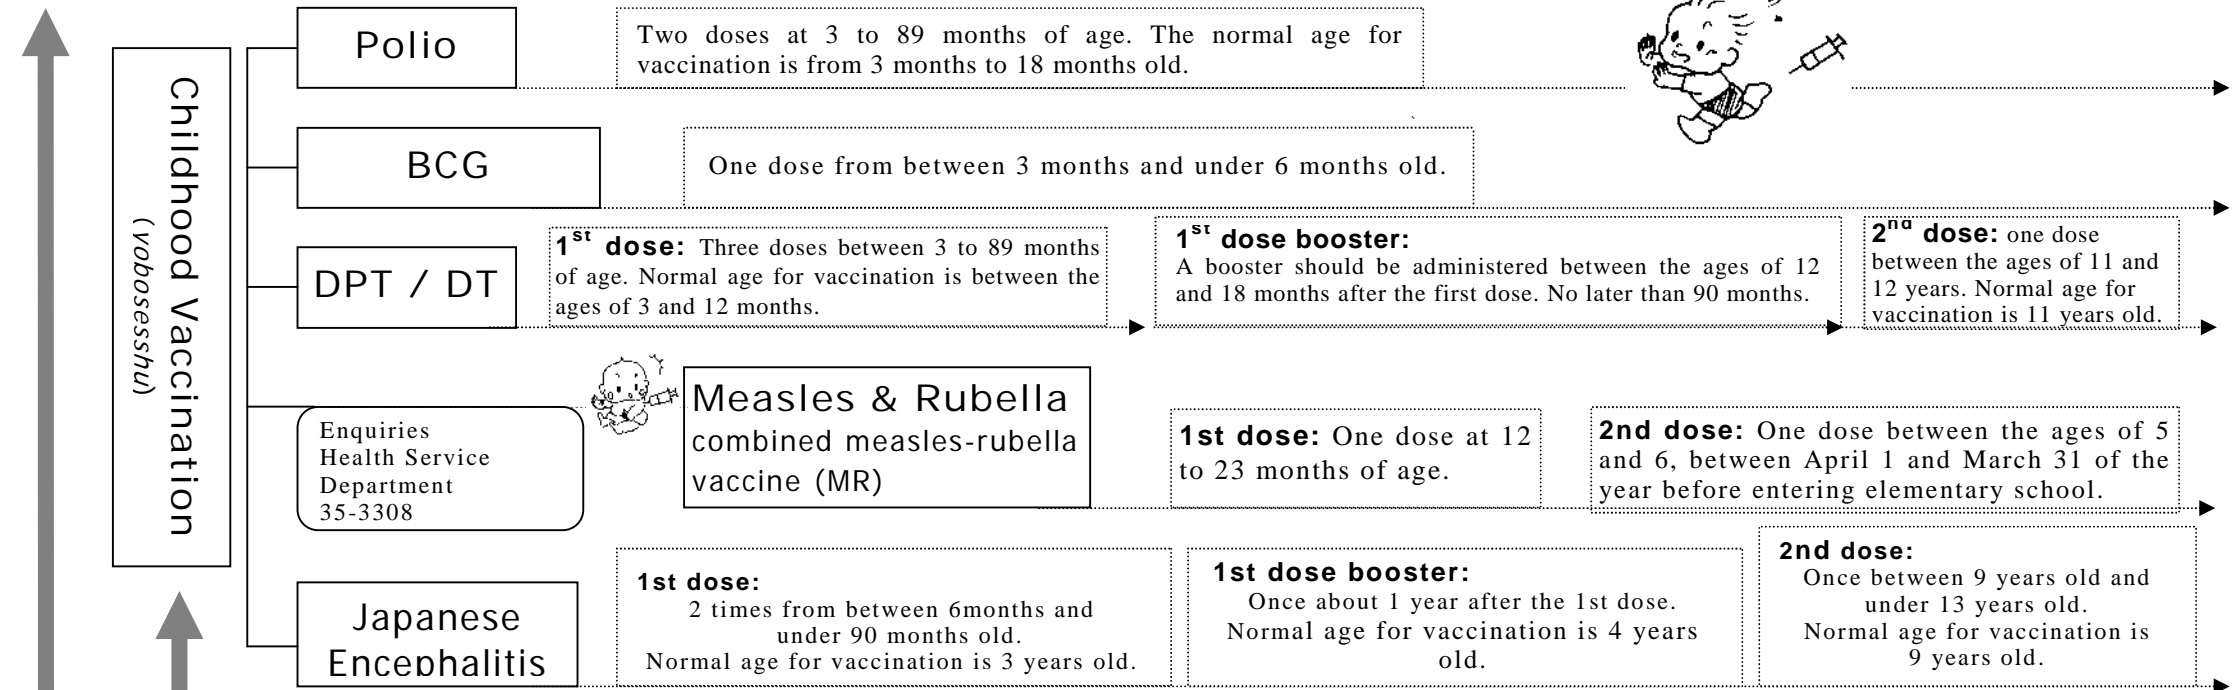 Childhood Vaccination
(yobosesshu)
Polio
Two doses at 3 to 89 months of age. The normal age for
vaccination is from 3 months to 18 months old.
BCG
One dose from between 3 months and under 6 months old.
DPT / DT
1st dose: Three doses between 3 to 89 months
of age. Normal age for vaccination is between the
ages of 3 and 12 months.
1st dose booster:
A booster should be administered between the ages of 12
and 18 months after the first dose. No later than 90 months.
2nd dose: one dose
between the ages of 11 and
12 years. Normal age for
vaccination is 11 years old.
Enquiries
Health Service
Department
35-3308
Measles & Rubella
combined measles-rubella
vaccine (MR)
1st dose: One dose at 12
to 23 months of age.
2nd dose: One dose between the ages of 5
and 6, between April 1 and March 31 of the
year before entering elementary school.
Japanese
Encephalitis
1st dose:
2 times from between 6months and
under 90 months old.
Normal age for vaccination is 3 years old.
1st dose booster:
Once about 1 year after the 1st dose.
Normal age for vaccination is 4 years
old.
2nd dose:
Once between 9 years old and
under 13 years old.
Normal age for vaccination is
9 years old.